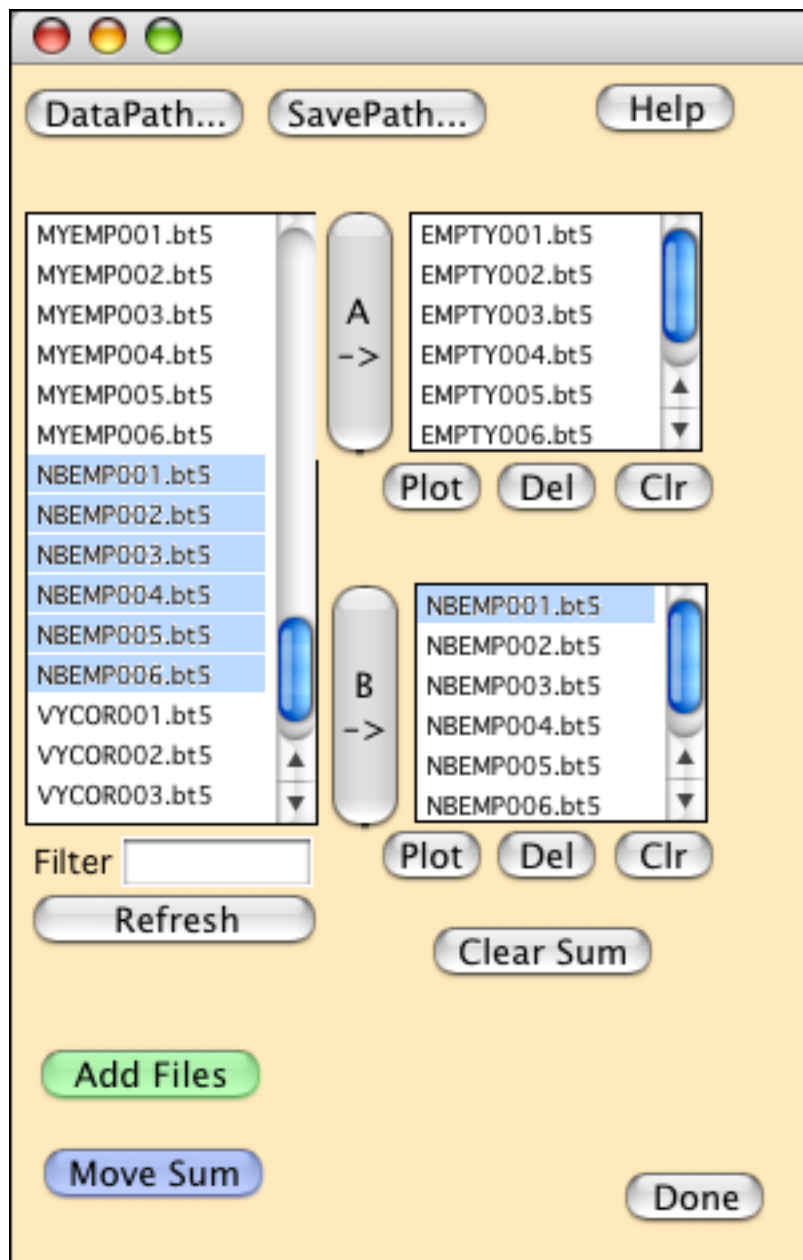 DataPath... SavePath... Help
MYEMP001.bt5
MYEMP002.bt5
MYEMP003.bt5
MYEMP004.bt5
MYEMP005.bt5
MYEMP006.bt5
NBEMP001.bt5
NBEMP002.bt5
NBEMP003.bt5
NBEMP004.bt5
NBEMP005.bt5
NBEMP006.bt5
VYCOR001.bt5
VYCOR002.bt5
VYCOR003.bt5
Filter
Refresh
A
->
EMPTY001.bt5
EMPTY002.bt5
EMPTY003.bt5
EMPTY004.bt5
EMPTY005.bt5
EMPTY006.bt5
Plot Del Clr
B
->
NBEMP001.bt5
NBEMP002.bt5
NBEMP003.bt5
NBEMP004.bt5
NBEMP005.bt5
NBEMP006.bt5
Plot Del Clr
Clear Sum
Add Files
Move Sum
Done